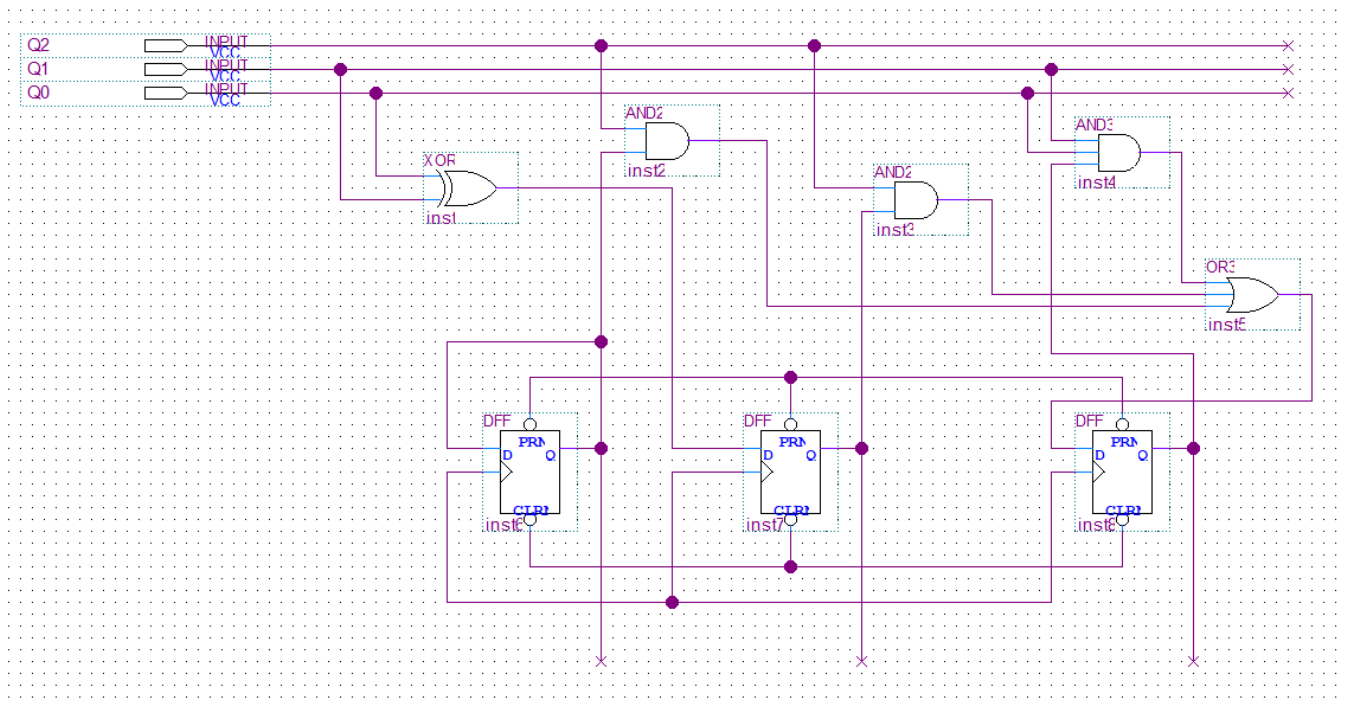 Q2
INPUT
VCC
Q1
INPUT
VCC
Q0
INPUT
VCC
AND2
inst2
AND3
inst4
XOR
inst
AND2
inst3
OR3
inst5
DFF
PRN
D
Q
CLRN
inst6
DFF
PRN
D
Q
CLRN
inst7
DFF
PRN
D
Q
CLRN
inst8